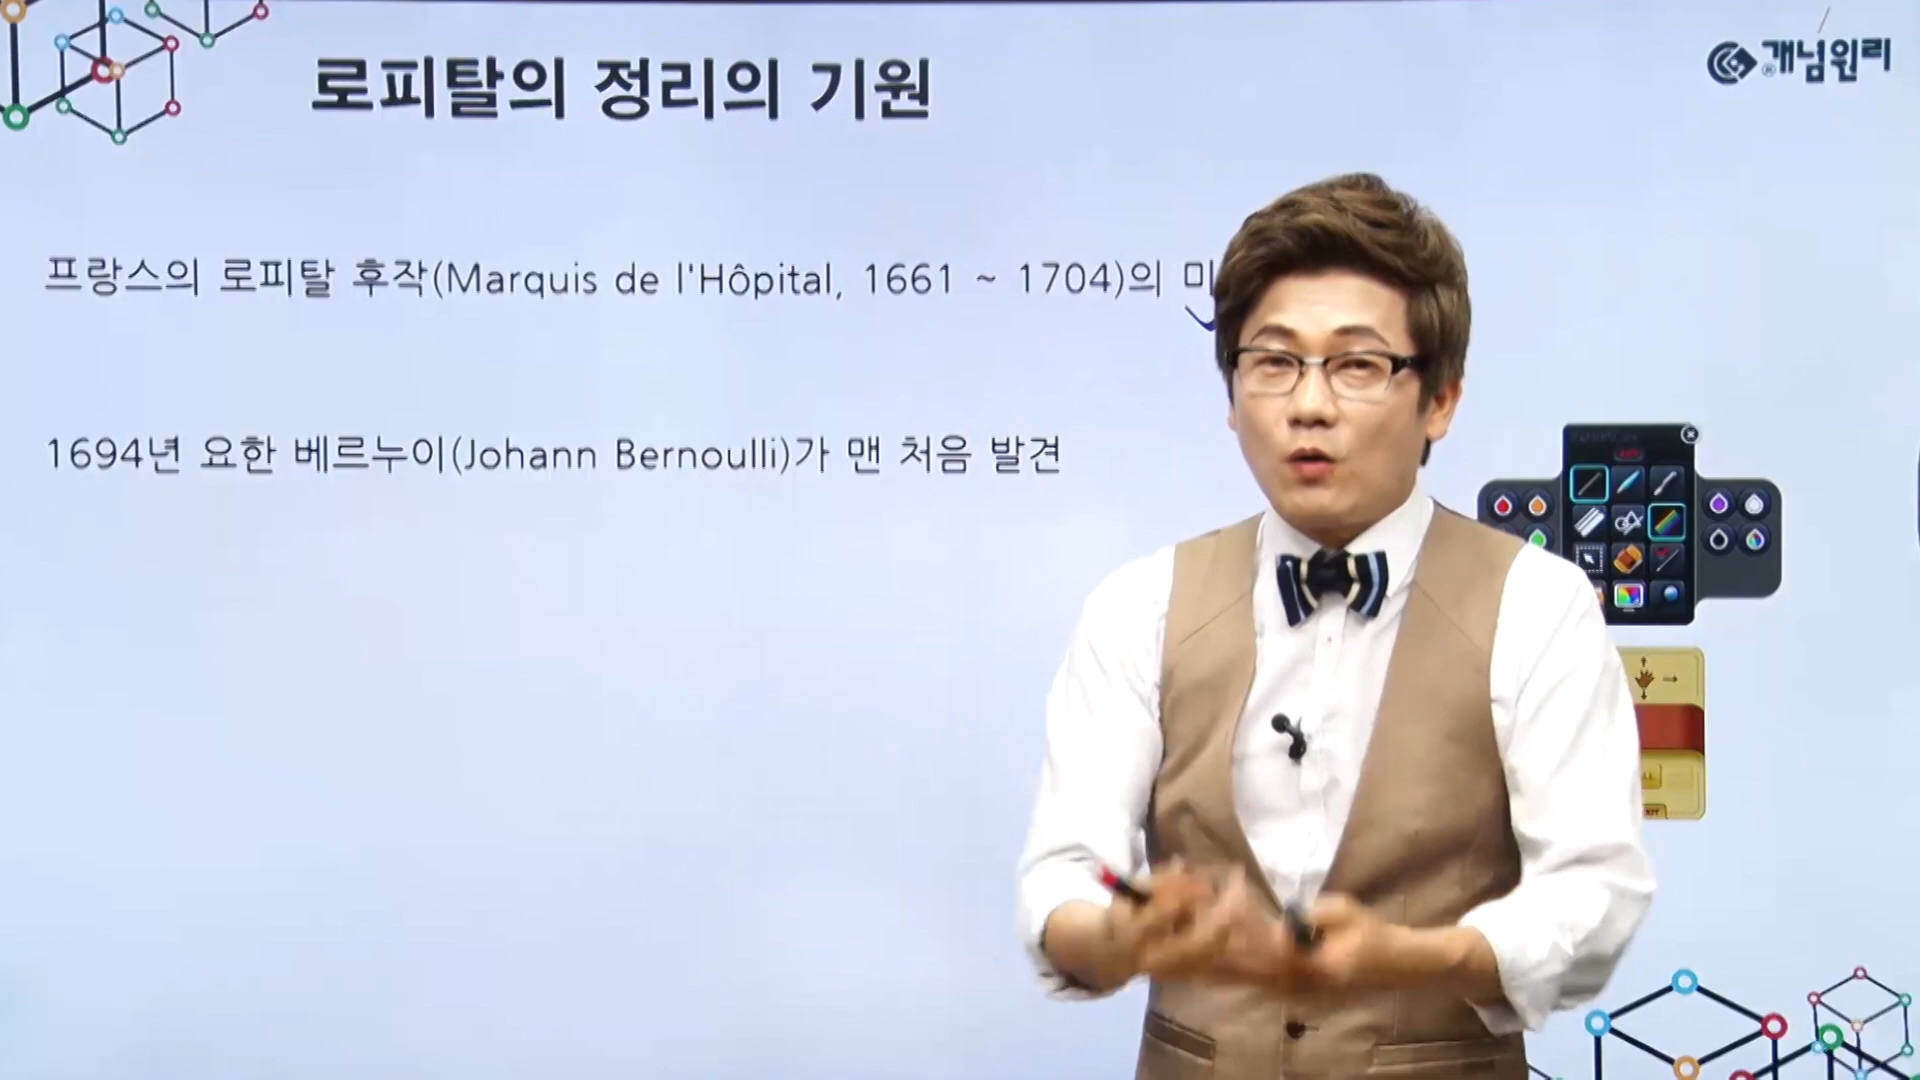 로피탈의 정리의 기원
개념원리
프랑스의 로피탈 후작(Marquis de l'Hôpital, 1661 ~ 1704)의 미
1694년 요한 베르누이(Johann Bernoulli)가 맨 처음 발견